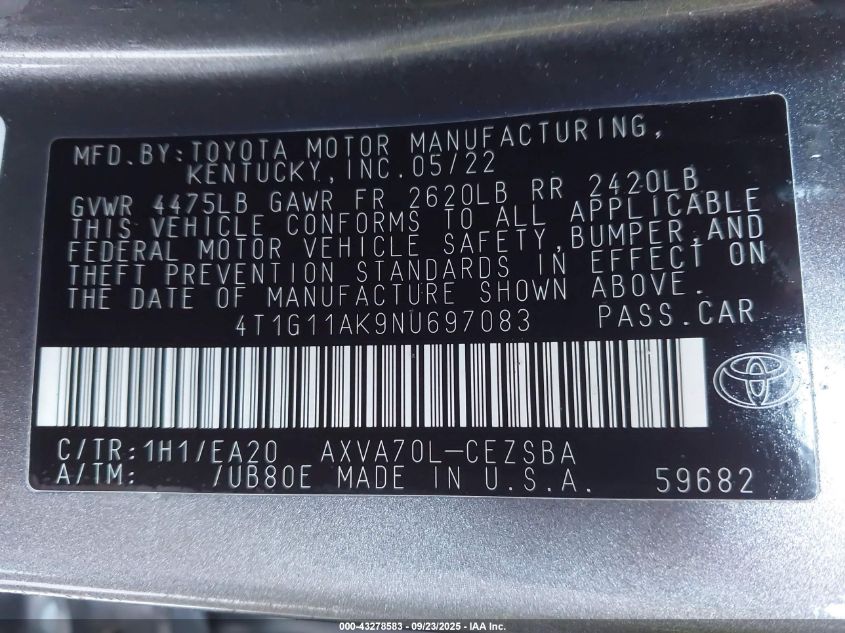 MFD.BY:TOYOTA MOTOR MANUFACTURING,
KENTUCKY,INC.05/22
GVWR 4475LB GAWR FR 2620LB RR 2420LB
THIS VEHICLE CONFORMS TO ALL APPLICABLE
FEDERAL MOTOR VEHICLE SAFETY,BUMPER,AND
THEFT PREVENTION STANDARDS IN EFFECT ON
THE DATE OF MANUFACTURE SHOWN ABOVE.
4T1G11AK9NU697083 PASS.CAR
C/TR:1H1/EA20 AXVA70L-CEZSBA
A/TM: /UB80E MADE IN U.S.A. 59682
000-43278583 - 09/23/2025 - IAA Inc.